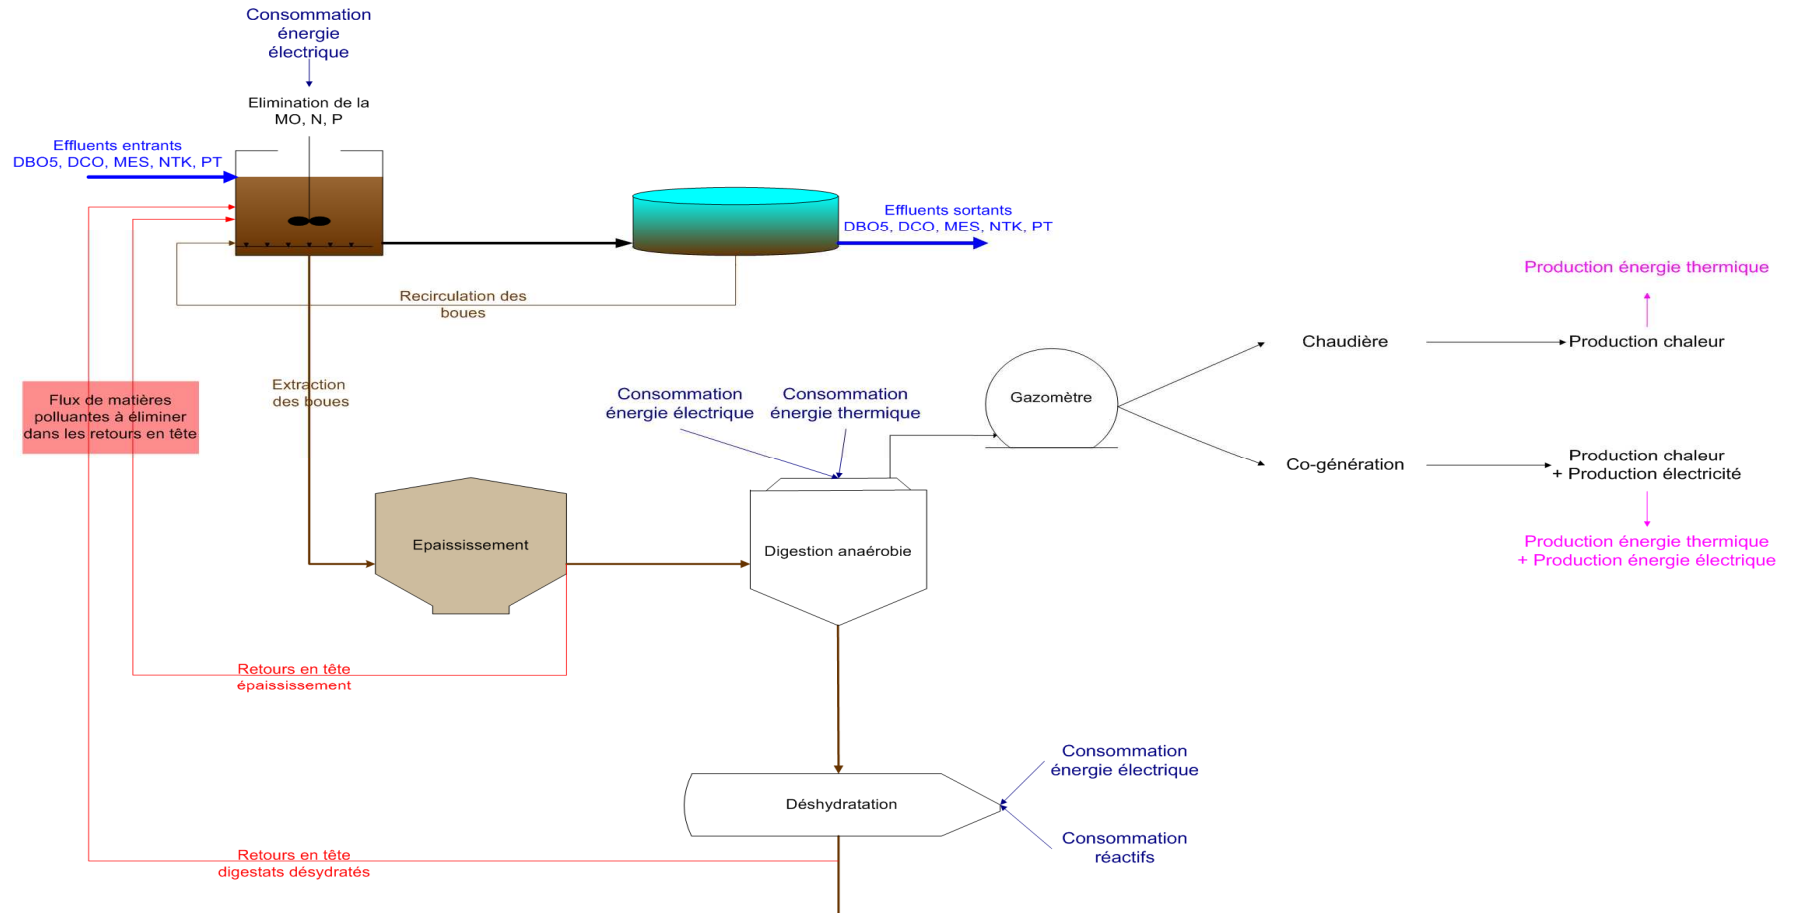 Consommation
énergie
électrique
Elimination de la
MO, N, P
Effluents entrants
DBO5, DCO, MES, NTK, PT
Effluents sortants
DBO5, DCO, MES, NTK, PT
Recirculation des
boues
Production énergie thermique
Chaudière
Production chaleur
Extraction
des boues
Flux de matières
polluantes à éliminer
dans les retours en tête
Consommation
énergie électrique
Consommation
énergie thermique
Gazomètre
Co-génération
Production chaleur
+ Production électricité
Production énergie thermique
+ Production énergie électrique
Epaississement
Digestion anaérobie
Retours en tête
épaississement
Consommation
énergie électrique
Déshydratation
Consommation
réactifs
Retours en tête
digestats désydratés